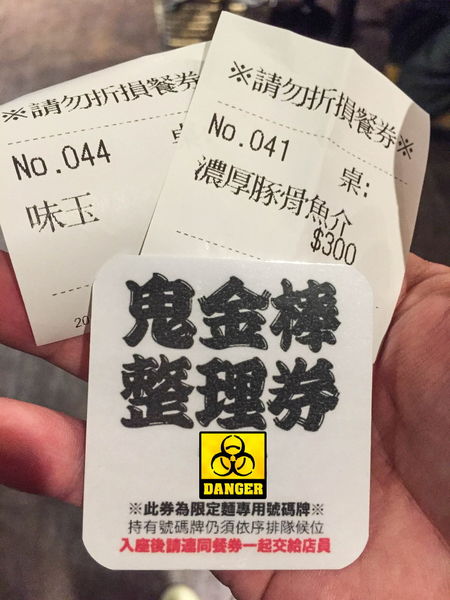 ※請勿折損餐券
No.044
味玉
20
※請勿折損餐券※
No.041 桌:
濃厚豚骨魚介
$300
鬼金棒
整理券
DANGER
※此券為限定麵專用號碼牌※
持有號碼牌仍須依序排隊候位
入座後請連同餐券一起交給店員